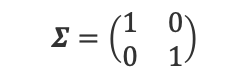 𝜮 = (1 0
0 1)